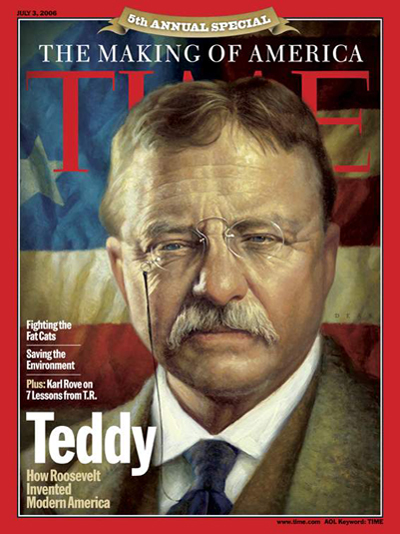 JULY 3, 2006
5th ANNUAL SPECIAL
THE MAKING OF AMERICA
TIME
Fighting the
Fat Cats
Saving the
Environment
Plus: Karl Rove on
7 Lessons from T.R.
Teddy
How Roosevelt
Invented
Modern America
www.time.com AOL Keyword: TIME